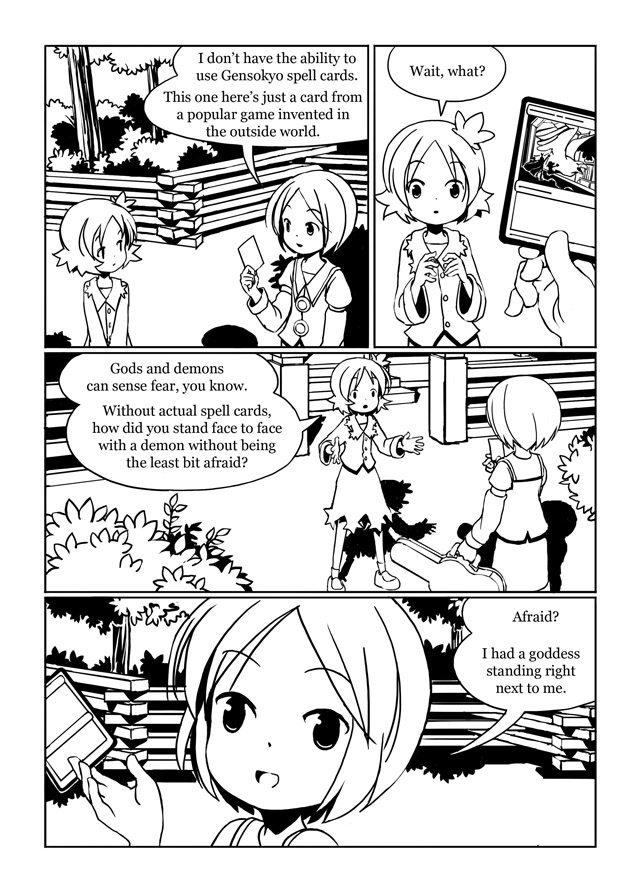 I don’t have the ability to
use Gensokyo spell cards.
This one here’s just a card from
a popular game invented in
the outside world.
Wait, what?
Gods and demons
can sense fear, you know.
Without actual spell cards,
how did you stand face to face
with a demon without being
the least bit afraid?
Afraid?
I had a goddess
standing right
next to me.